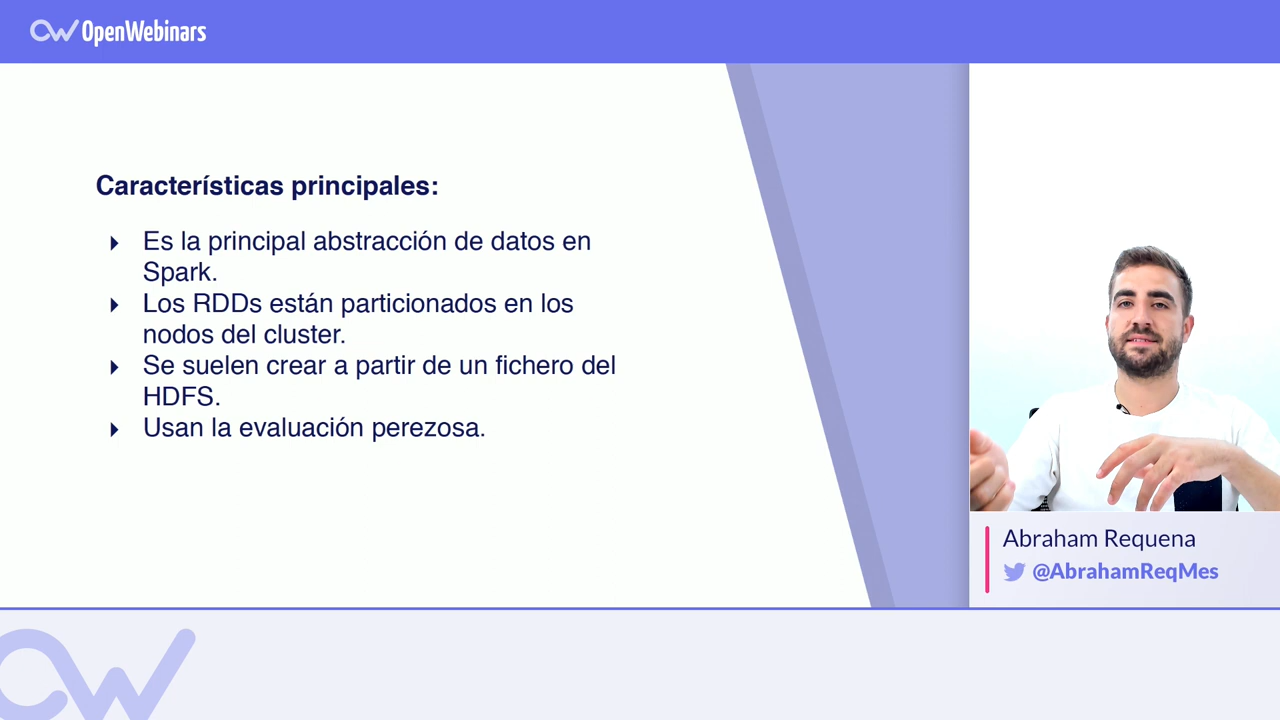 OpenWebinars
Características principales:
Es la principal abstracción de datos en
Spark.
Los RDDs están particionados en los
nodos del cluster.
Se suelen crear a partir de un fichero del
HDFS.
Usan la evaluación perezosa.
Abraham Requena
@AbrahamReqMes